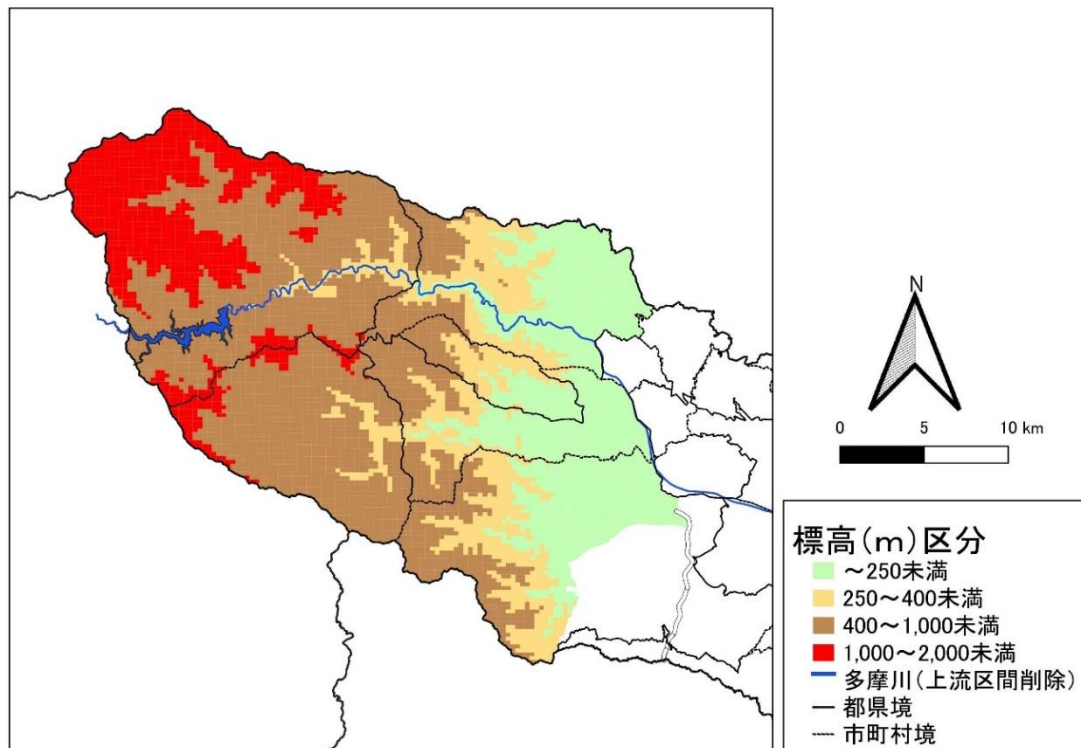 N
0 5 10 km
標高(m)区分
～250未満
250～400未満
400～1,000未満
1,000～2,000未満
多摩川(上流区間削除)
都県境
市町村境